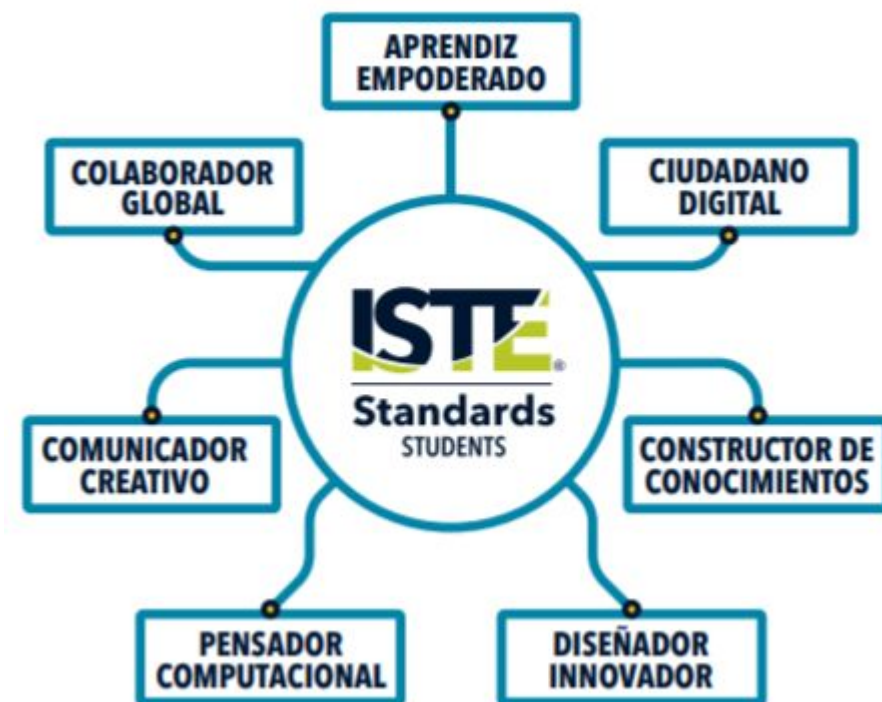 APRENDIZ
EMPODERADO
COLABORADOR
GLOBAL
CIUDADANO
DIGITAL
ISTE®
Standards
STUDENTS
COMUNICADOR
CREATIVO
CONSTRUCTOR DE
CONOCIMIENTOS
PENSADOR
COMPUTACIONAL
DISEÑADOR
INNOVADOR